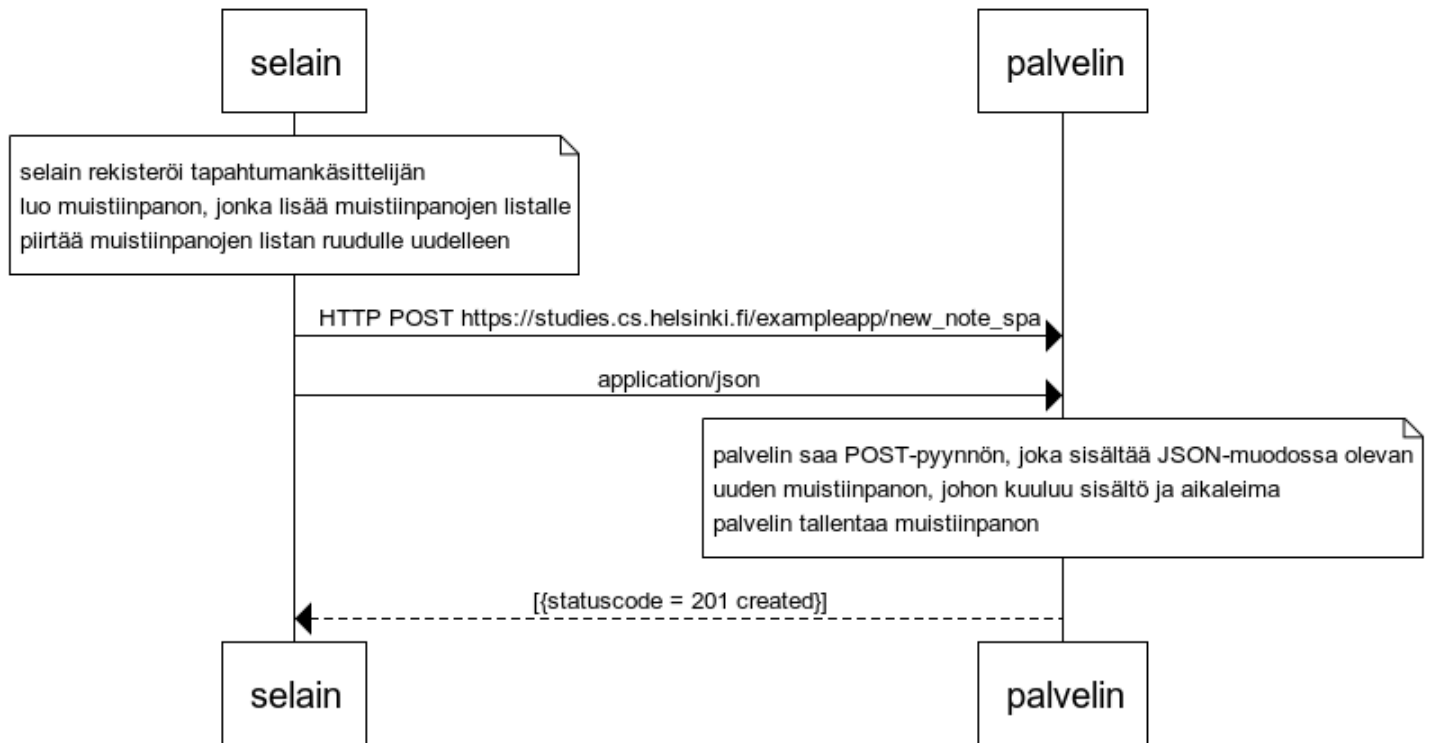 selain
palvelin
selain rekisteröi tapahtumankäsittelijän
luo muistiinpanon, jonka lisää muistiinpanojen listalle
piirtää muistiinpanojen listan ruudulle uudelleen
HTTP POST https://studies.cs.helsinki.fi/exampleapp/new_note_spa
application/json
palvelin saa POST-pyynnön, joka sisältää JSON-muodossa olevan
uuden muistiinpanon, johon kuuluu sisältö ja aikaleima
palvelin tallentaa muistiinpanon
[{statuscode = 201 created}]
selain
palvelin